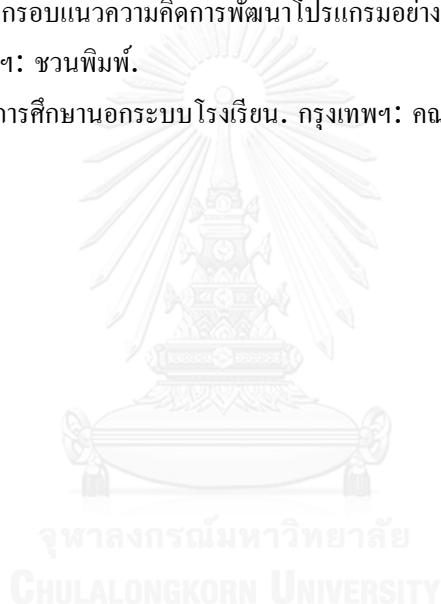 กรอบแนวความคิดการพัฒนาโปรแกรมอย่าง
ฯ: ชวนพิมพ์.
การศึกษานอกระบบโรงเรียน. กรุงเทพฯ: คณ
จุฬาลงกรณ์มหาวิทยาลัย
CHULALONGKORN UNIVERSITY